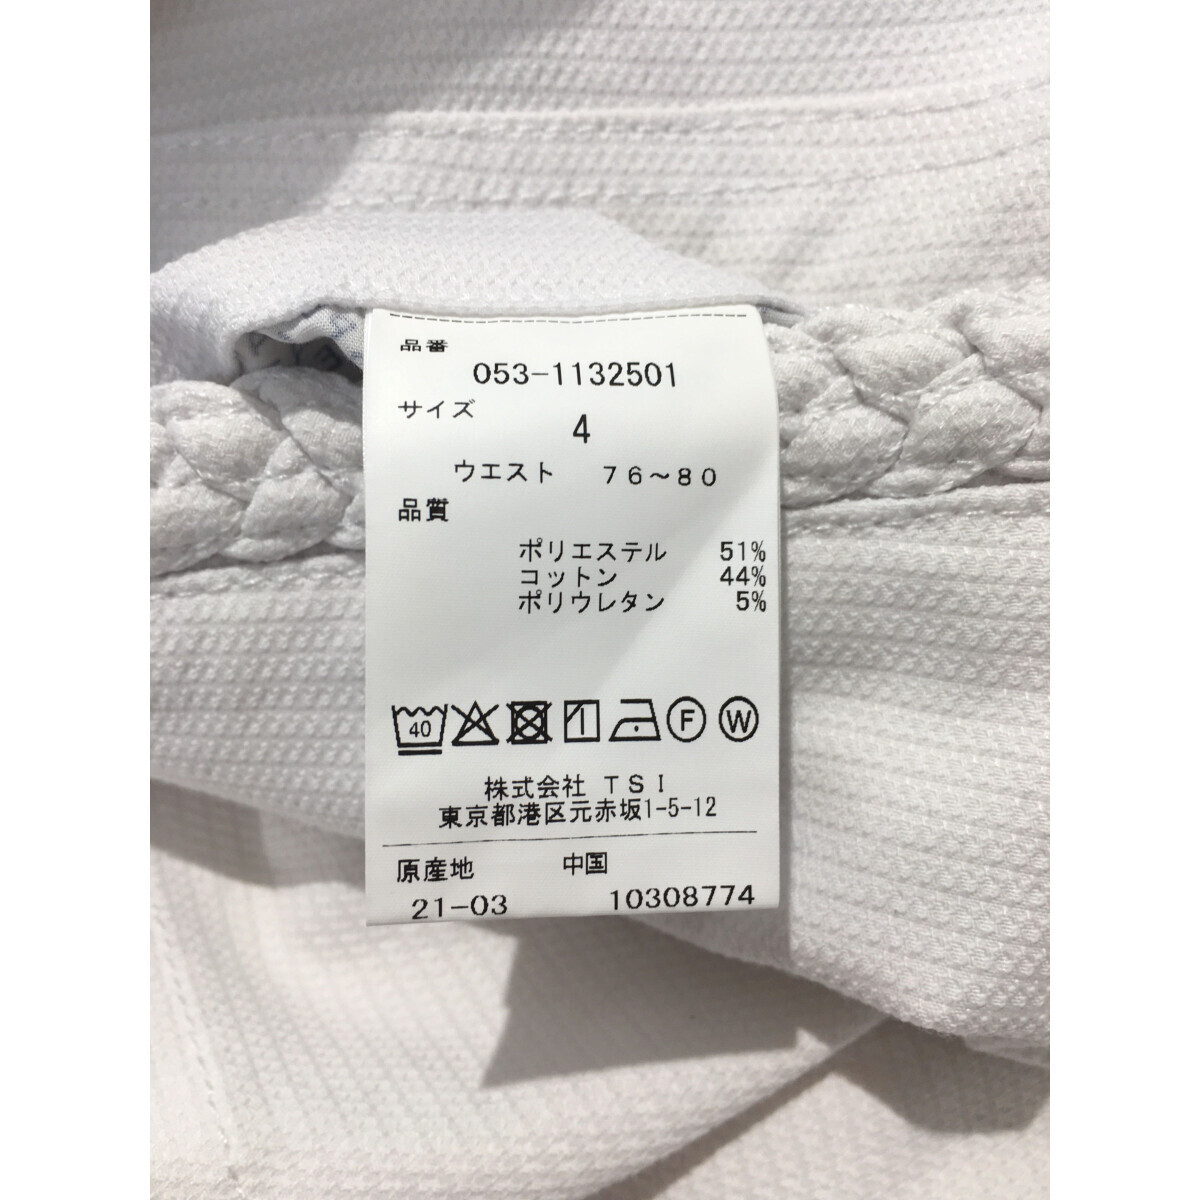 品番
053-1132501
サイズ
4
ウエスト 76~80
品質
ポリエステル 51%
コットン 44%
ポリウレタン 5%
40
F W
株式会社 TSI
東京都港区元赤坂1-5-12
原産地 中国
21-03 10308774